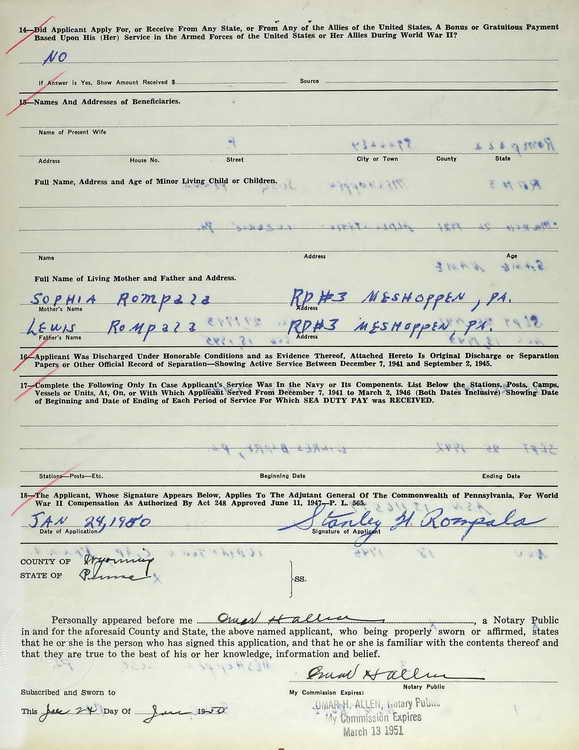 14—Did Applicant Apply For, or Receive From Any State, or From Any of the Allies of the United States, A Bonus or Gratuitous Payment
Based Upon His (Her) Service in the Armed Forces of the United States or Her Allies During World War II?
NO
If Answer is Yes, Show Amount Received $ Source
15—Names And Addresses of Beneficiaries.
Name of Present Wife
Address House No. Street City or Town County State
Full Name, Address and Age of Minor Living Child or Children.
Name Address Age
Full Name of Living Mother and Father and Address.
SOPHIA ROMPALA RD#3 MESHOPPEN, PA.
Mother's Name Address
LEWIS ROMPALA RD#3 MESHOPPEN, PA.
Father's Name Address
16—Applicant Was Discharged Under Honorable Conditions and as Evidence Thereof, Attached Hereto Is Original Discharge or Separation
Papers or Other Official Record of Separation—Showing Active Service Between December 7, 1941 and September 2, 1945.
17—Complete the Following Only In Case Applicant's Service Was In the Navy or Its Components. List Below the Stations, Posts, Camps,
Vessels or Units, At, On, or With Which Applicant Served From December 7, 1941 to March 2, 1946 (Both Dates Inclusive) Showing Date
of Beginning and Date of Ending of Each Period of Service For Which SEA DUTY PAY was RECEIVED.
Stations—Posts—Etc. Beginning Date Ending Date
18—The Applicant, Whose Signature Appears Below, Applies To The Adjutant General Of The Commonwealth of Pennsylvania, For World
War II Compensation As Authorized By Act 248 Approved June 11, 1947—P. L. 565.
JAN 24, 1950 Stanley H. Rompala
Date of Application Signature of Applicant
COUNTY OF Wyoming
STATE OF Penna
}SS.
Personally appeared before me Omar H Allen, a Notary Public
in and for the aforesaid County and State, the above named applicant, who being properly sworn or affirmed, states
that he or she is the person who has signed this application, and that he or she is familiar with the contents thereof and
that they are true to the best of his or her knowledge, information and belief.
Omar H Allen
Notary Public
Subscribed and Sworn to My Commission Expires:
This 24 Day Of Jan 1950
OMAR H. ALLEN, Notary Public
My Commission Expires
March 13 1951